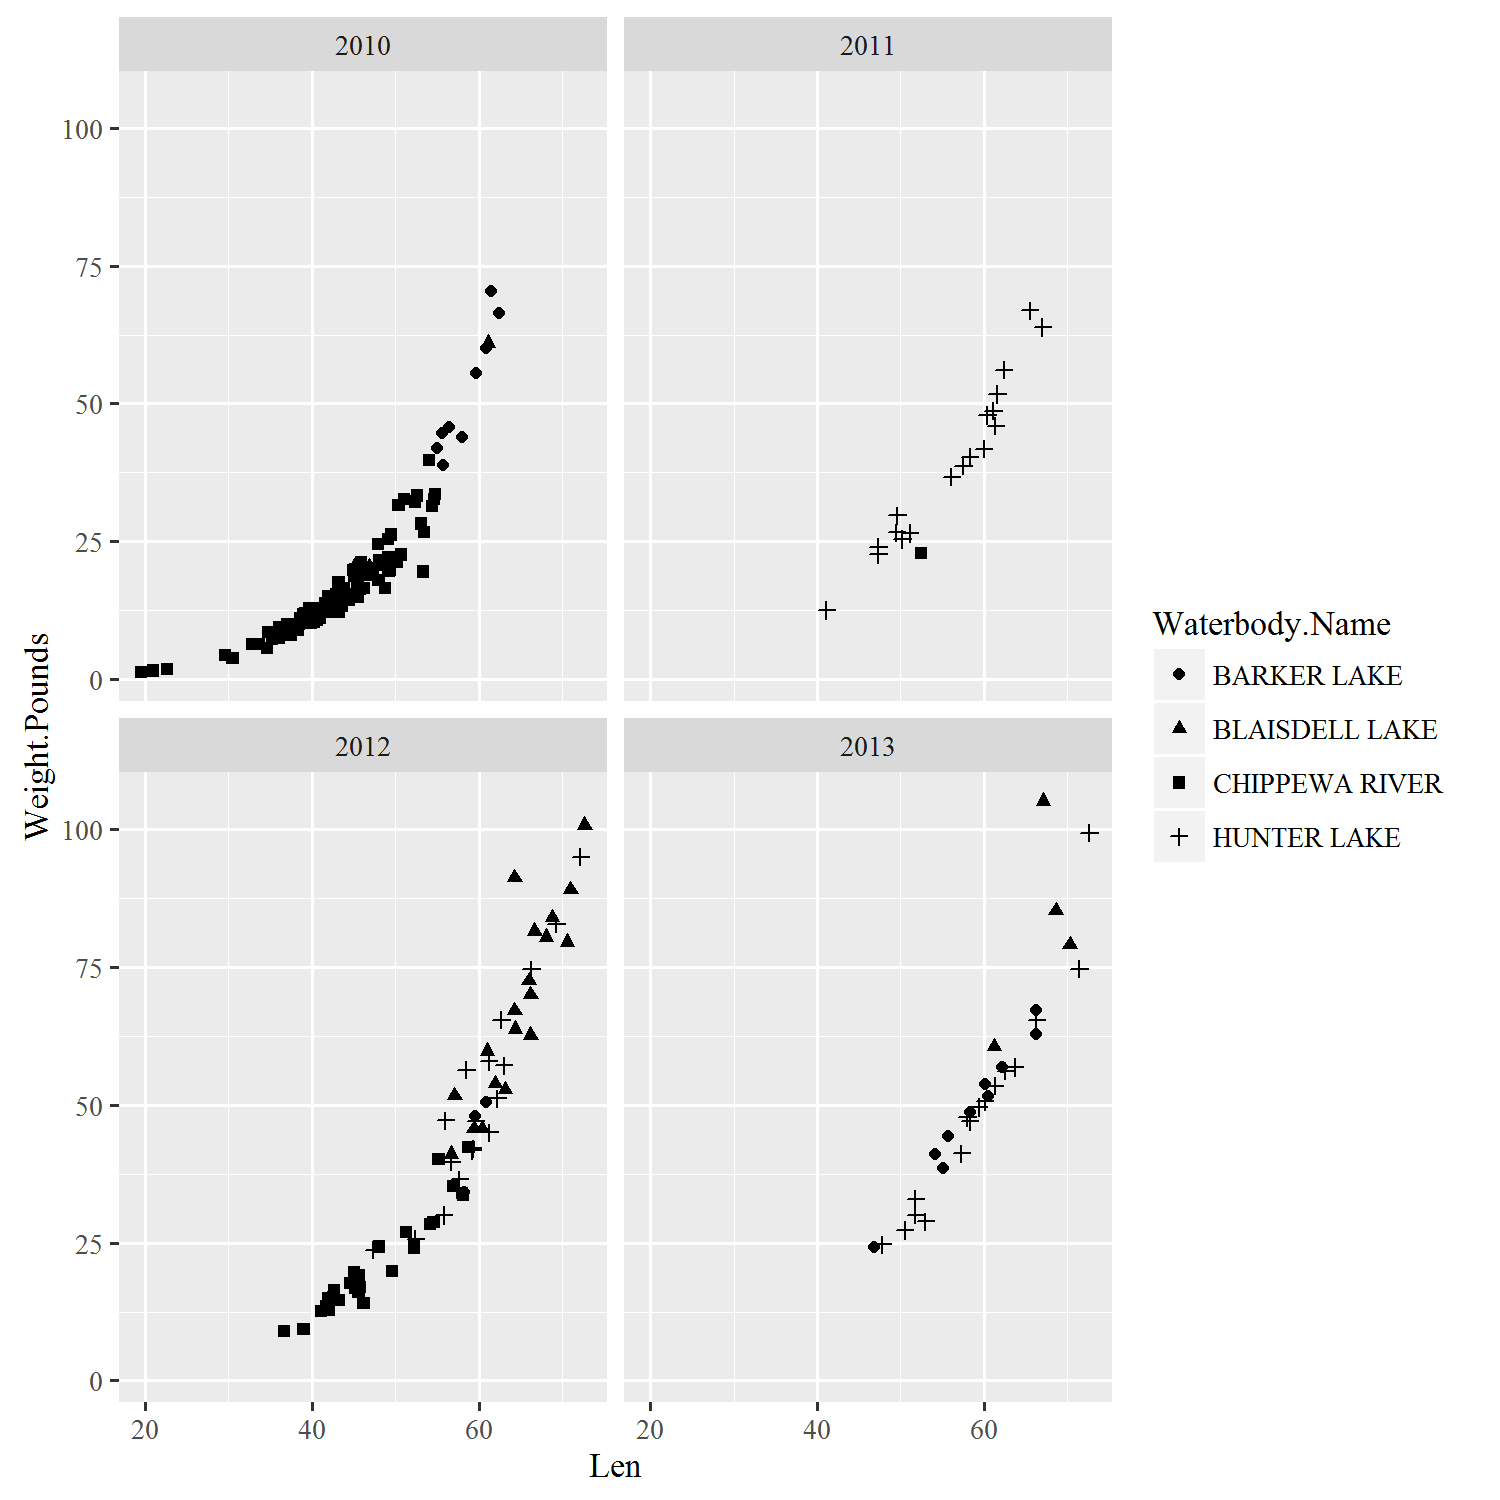 2010
2011
100
75
50
25
0
2012
2013
100
75
50
25
0
20
40
60
20
40
60
Len
Weight.Pounds
Waterbody.Name
BARKER LAKE
BLAISDELL LAKE
CHIPPEWA RIVER
HUNTER LAKE